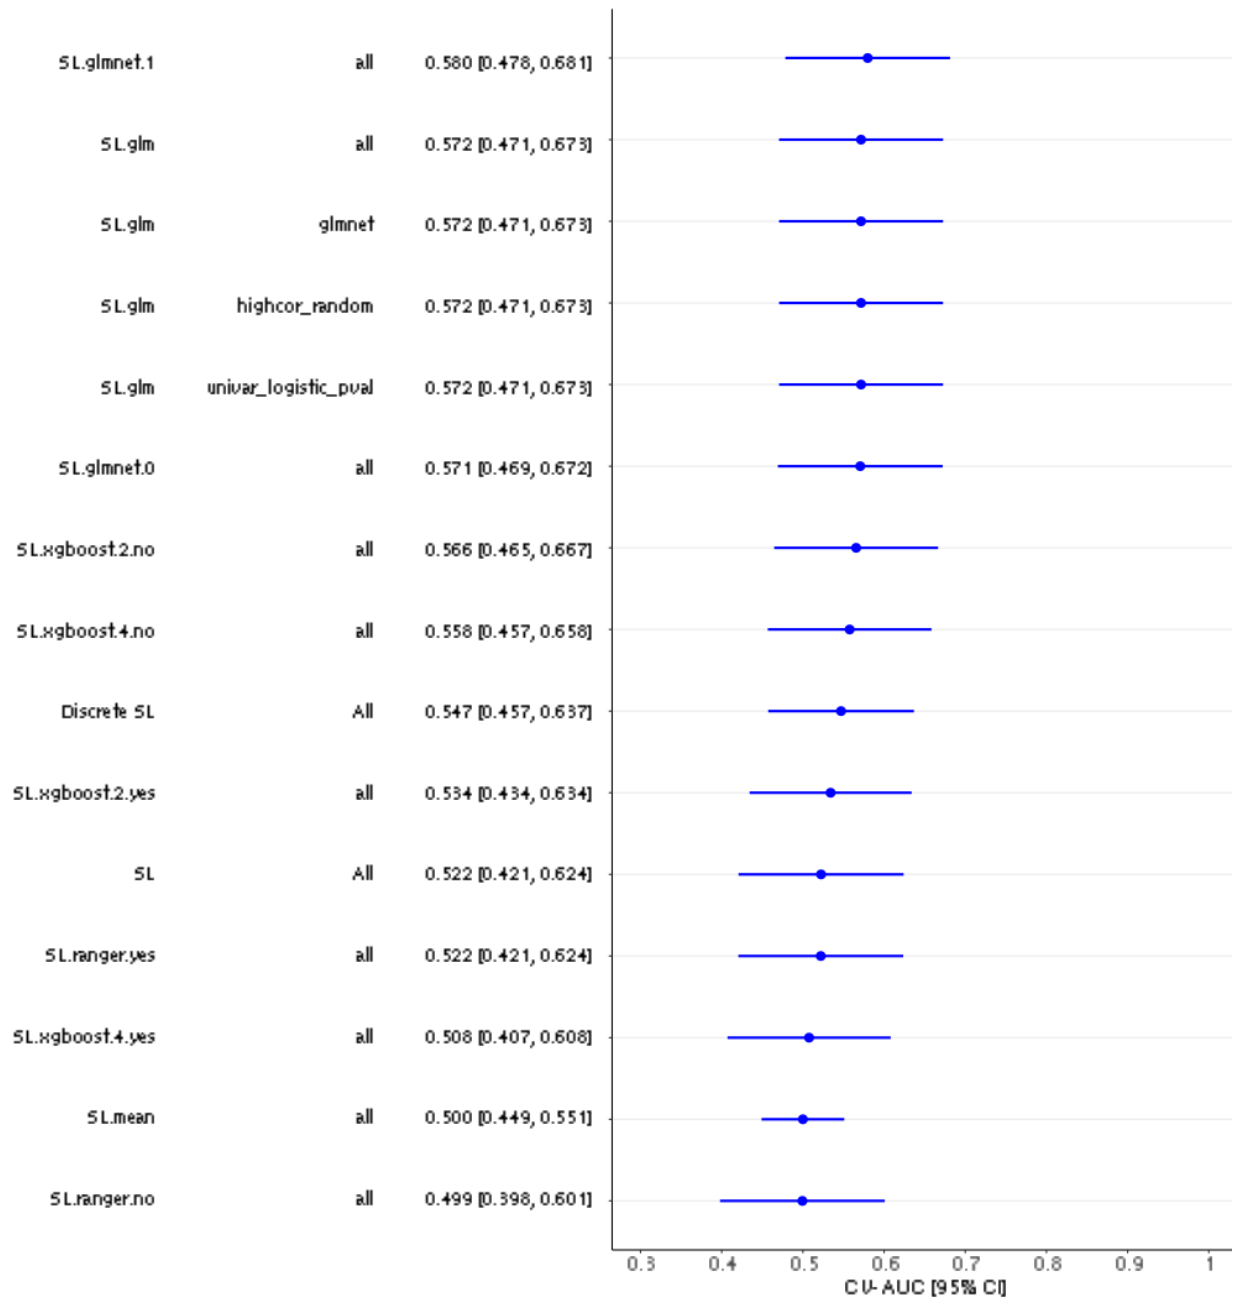 SL.glmnet.1 all 0.580 [0.478, 0.681]
SL.glm all 0.572 [0.471, 0.673]
SL.glm glmnet 0.572 [0.471, 0.673]
SL.glm highcor_random 0.572 [0.471, 0.673]
SL.glm univar_logistic_pval 0.572 [0.471, 0.673]
SL.glmnet.0 all 0.571 [0.469, 0.672]
SL.xgboost.2.no all 0.566 [0.465, 0.667]
SL.xgboost.4.no all 0.558 [0.457, 0.658]
Discrete SL All 0.547 [0.457, 0.637]
SL.xgboost.2.yes all 0.534 [0.434, 0.634]
SL All 0.522 [0.421, 0.624]
SL.ranger.yes all 0.522 [0.421, 0.624]
SL.xgboost.4.yes all 0.508 [0.407, 0.608]
SL.mean all 0.500 [0.449, 0.551]
SL.ranger.no all 0.499 [0.398, 0.601]
0.3 0.4 0.5 0.6 0.7 0.8 0.9 1
CV-AUC [95% CI]